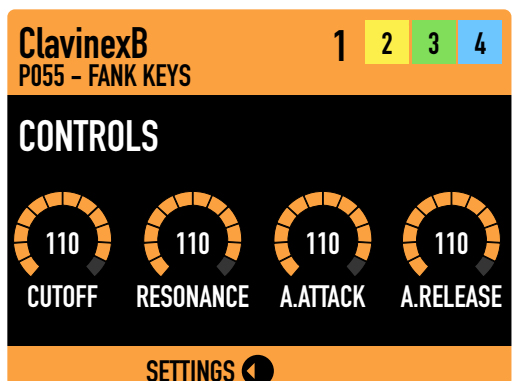 ClavinexB 1 2 3 4
P055 - FANK KEYS
CONTROLS
110 110 110 110
CUTOFF RESONANCE A.ATTACK A.RELEASE
SETTINGS